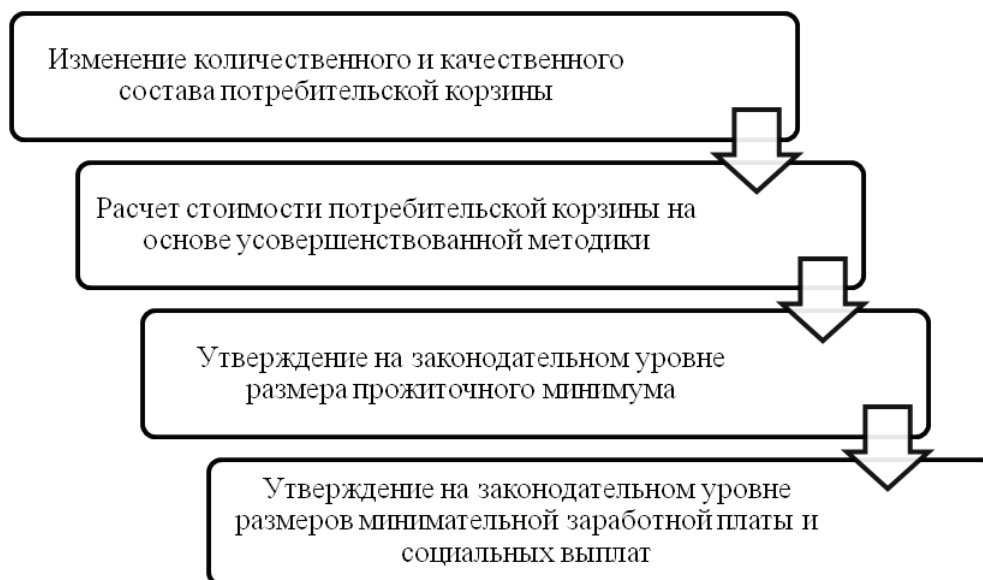 Изменение количественного и качественного
состава потребительской корзины
Расчет стоимости потребительской корзины на
основе усовершенствованной методики
Утверждение на законодательном уровне
размера прожиточного минимума
Утверждение на законодательном уровне
размеров минимательной заработной платы и
социальных выплат